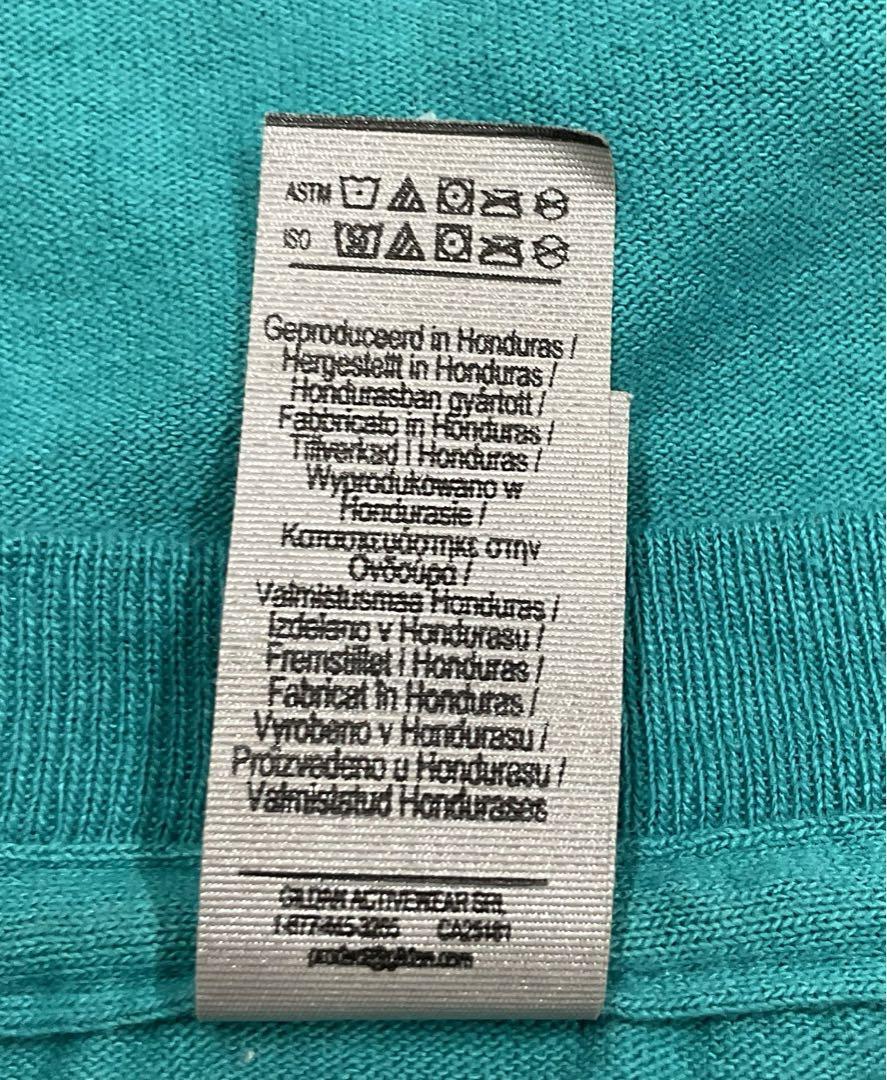 ASTM
ISO
Geproduceerd in Honduras /
Hergestellt in Honduras /
Hondurasban gyártott /
Fabbricato in Honduras /
Tillverkad i Honduras /
Wyprodukowano w
Hondurasie /
Κατασκευάστηκε στην
Ονδούρα /
Valmistusmaa Honduras /
Izdelano v Hondurasu /
Fremstillet i Honduras /
Fabricat în Honduras /
Vyrobeno v Hondurasu /
Proizvedeno u Hondurasu /
Valmistatud Hondurases
GILDAN ACTIVEWEAR SRL
CA25181